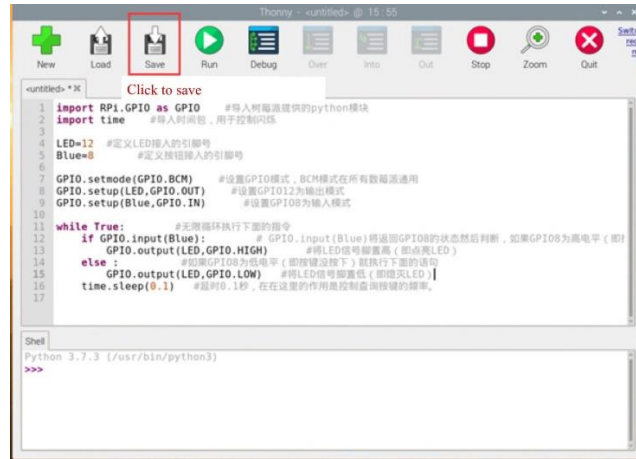 Thonny - <untitled> @ 15:55
New Load Save Run Debug Over Into Out Stop Zoom Quit
<untitled> * Click to save
1 import RPi.GPIO as GPIO #导入树莓派提供的python模块
2 import time #导入时间包，用于控制闪烁
3
4 LED=12 #定义LED接入的引脚号
5 Blue=8 #定义按钮接入的引脚号
6
7 GPIO.setmode(GPIO.BCM) #设置GPIO模式，BCM模式在所有数莓派通用
8 GPIO.setup(LED,GPIO.OUT) #设置GPIO12为输出模式
9 GPIO.setup(Blue,GPIO.IN) #设置GPIO8为输入模式
10
11 while True: #无限循环执行下面的指令
12 if GPIO.input(Blue): # GPIO.input(Blue)将返回GPIO8的状态然后判断，如果GPIO8为高电平（即
13 GPIO.output(LED,GPIO.HIGH) #将LED信号脚置高（即点亮LED）
14 else : #如果GPIO8为低电平（即按键没按下）就执行下面的语句
15 GPIO.output(LED,GPIO.LOW) #将LED信号脚置低（即熄灭LED）
16 time.sleep(0.1) #延时0.1秒，在在这里的作用是控制查询按键的频率。
17
Shell
Python 3.7.3 (/usr/bin/python3)
>>>